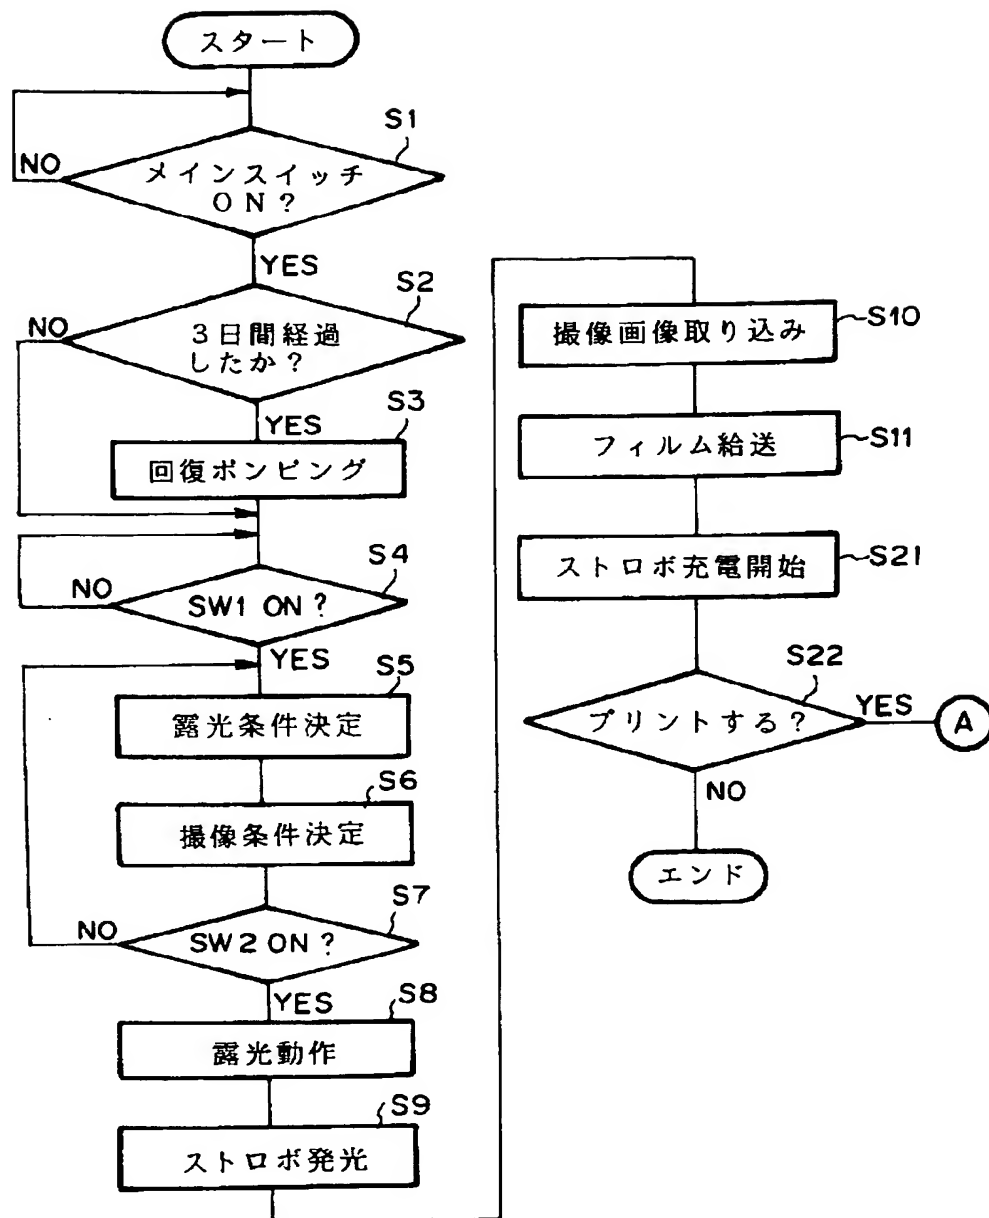 スタート
S1
NO
メインスイッチ
ON?
YES
S2
NO
3日間経過
したか?
YES
S3
回復ポンピング
S4
NO
SW1 ON?
YES
S5
露光条件決定
S6
撮像条件決定
S7
NO
SW2 ON?
YES
S8
露光動作
S9
ストロボ発光
撮像画像取り込み
S10
フィルム給送
S11
ストロボ充電開始
S21
S22
プリントする?
YES
A
NO
エンド